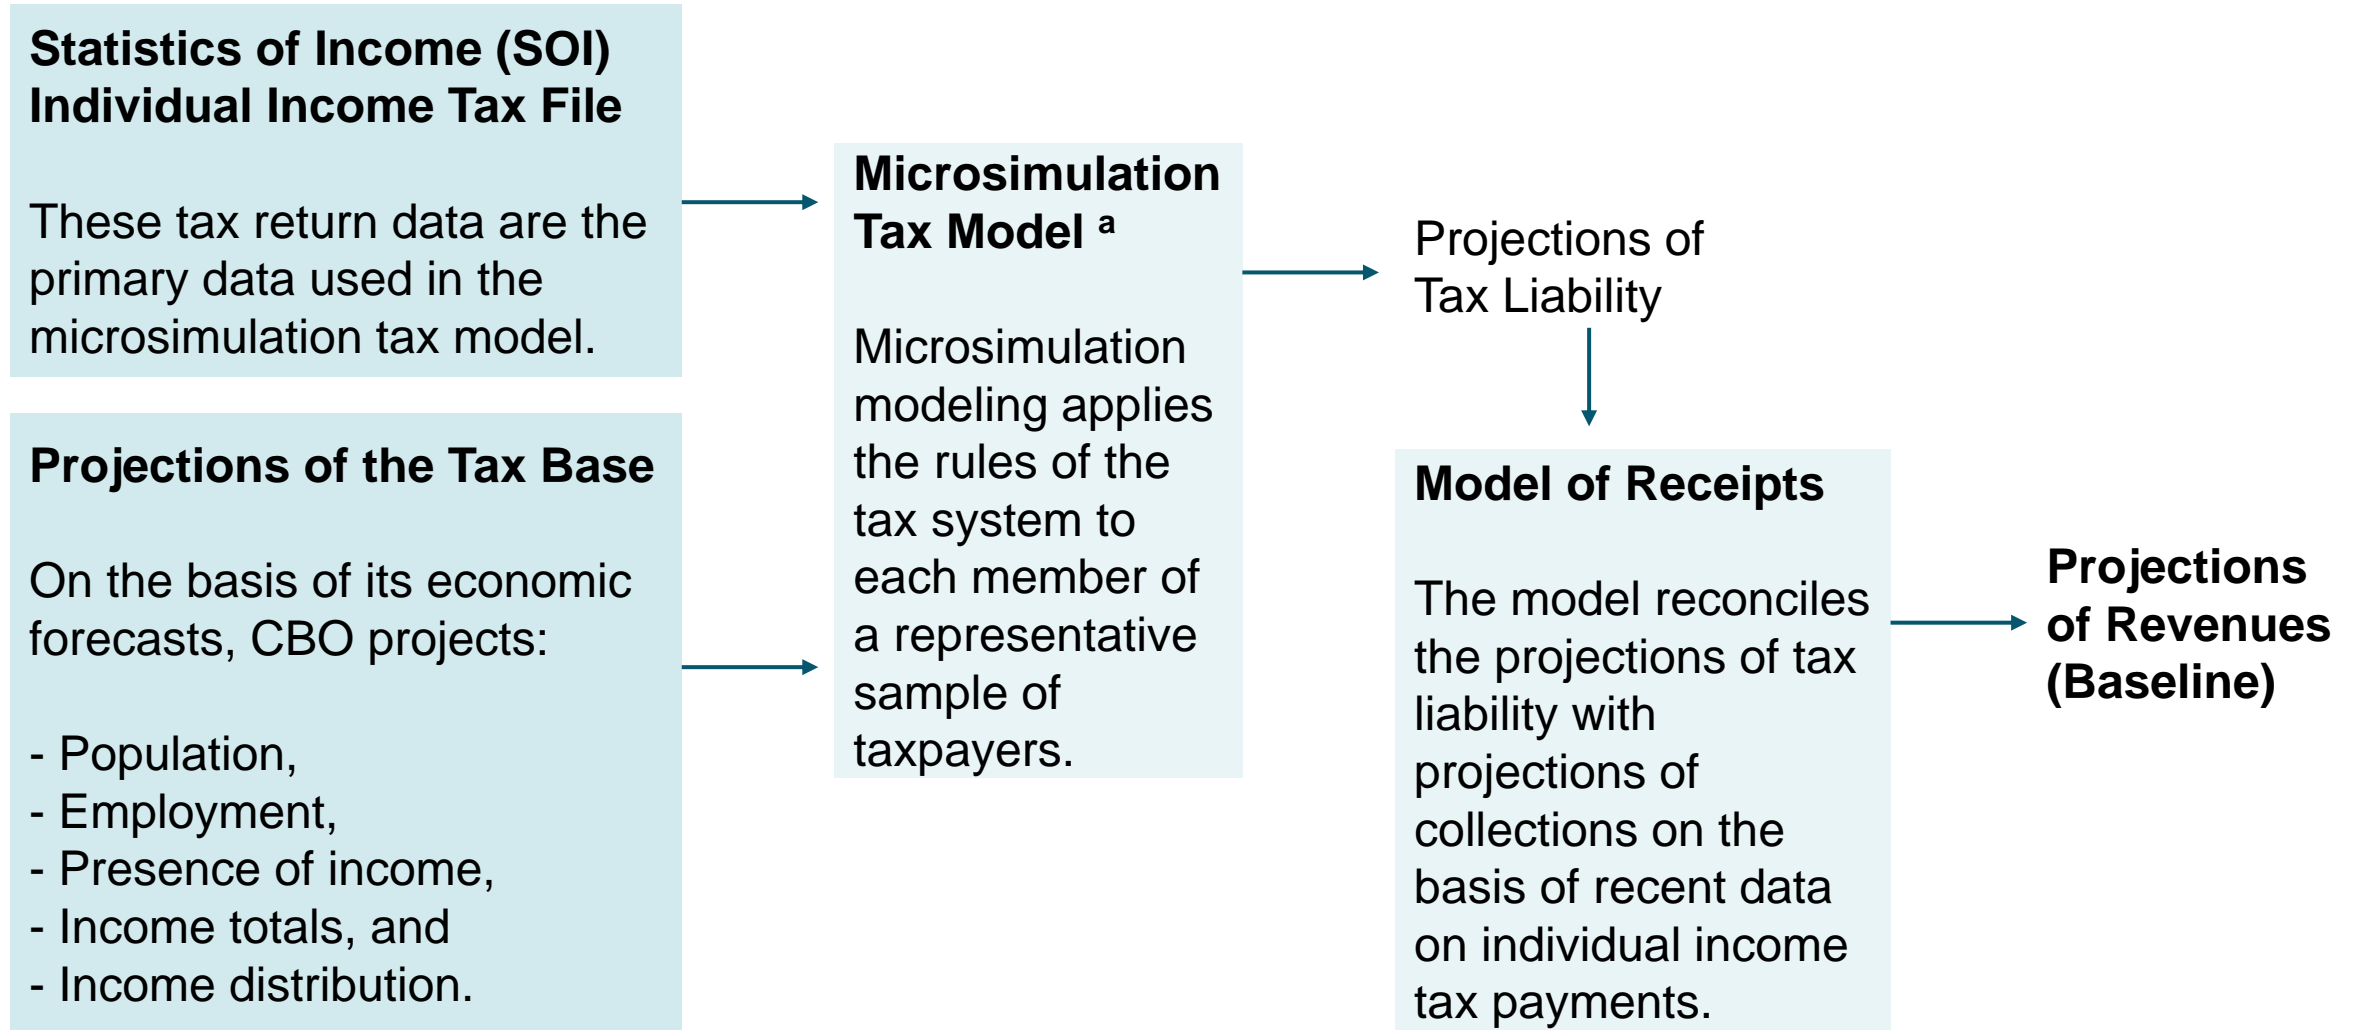 Statistics of Income (SOI)
Individual Income Tax File
These tax return data are the
primary data used in the
microsimulation tax model.
Projections of the Tax Base
On the basis of its economic
forecasts, CBO projects:
- Population,
- Employment,
- Presence of income,
- Income totals, and
- Income distribution.
Microsimulation
Tax Model a
Microsimulation
modeling applies
the rules of the
tax system to
each member of
a representative
sample of
taxpayers.
Projections of
Tax Liability
Model of Receipts
The model reconciles
the projections of tax
liability with
projections of
collections on the
basis of recent data
on individual income
tax payments.
Projections
of Revenues
(Baseline)